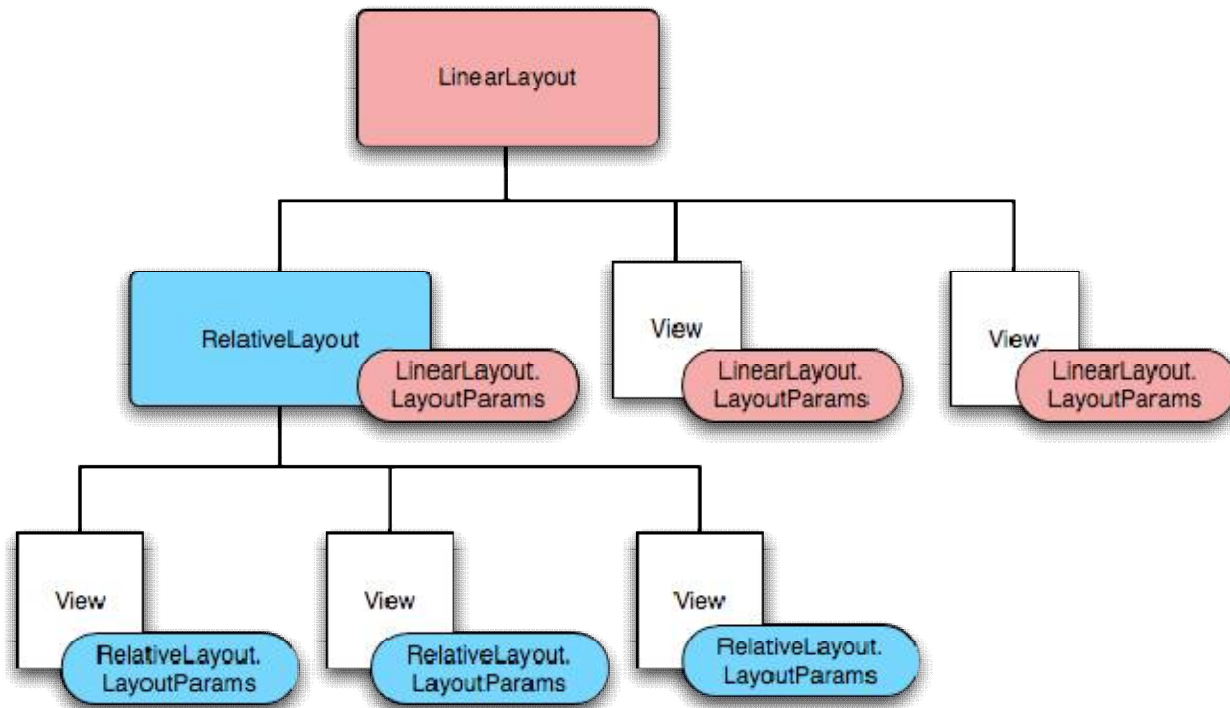 LinearLayout
RelativeLayout
LinearLayout.
LayoutParams
View
LinearLayout.
LayoutParams
View
LinearLayout.
LayoutParams
View
RelativeLayout.
LayoutParams
View
RelativeLayout.
LayoutParams
View
RelativeLayout.
LayoutParams